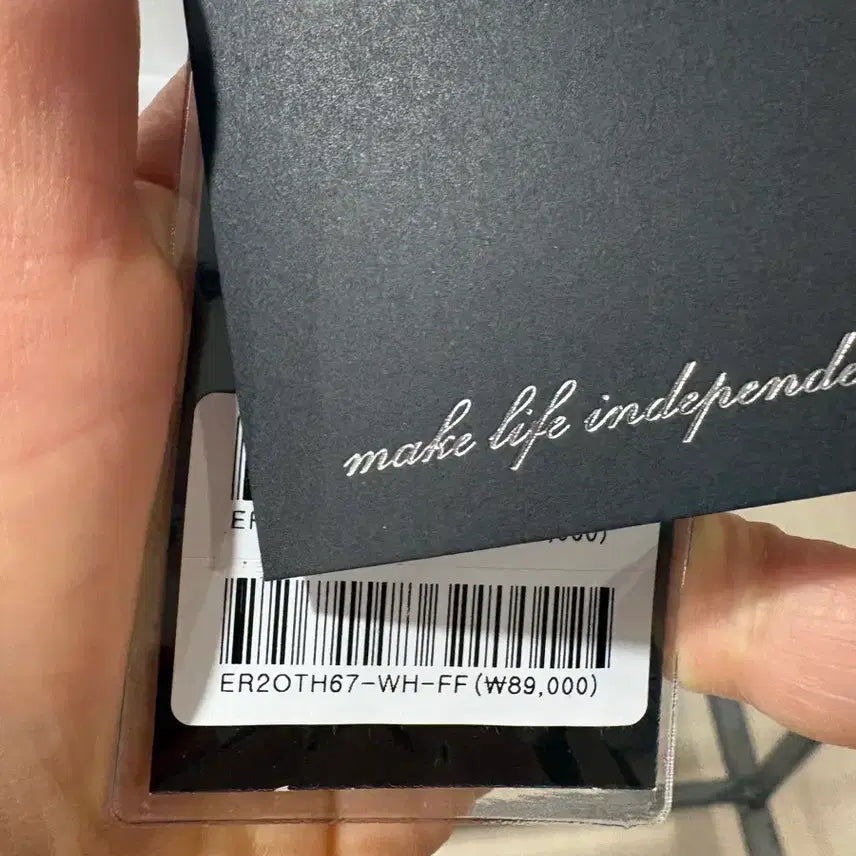 make life independe
ER
,000)
ER2OTH67-WH-FF(₩89,000)